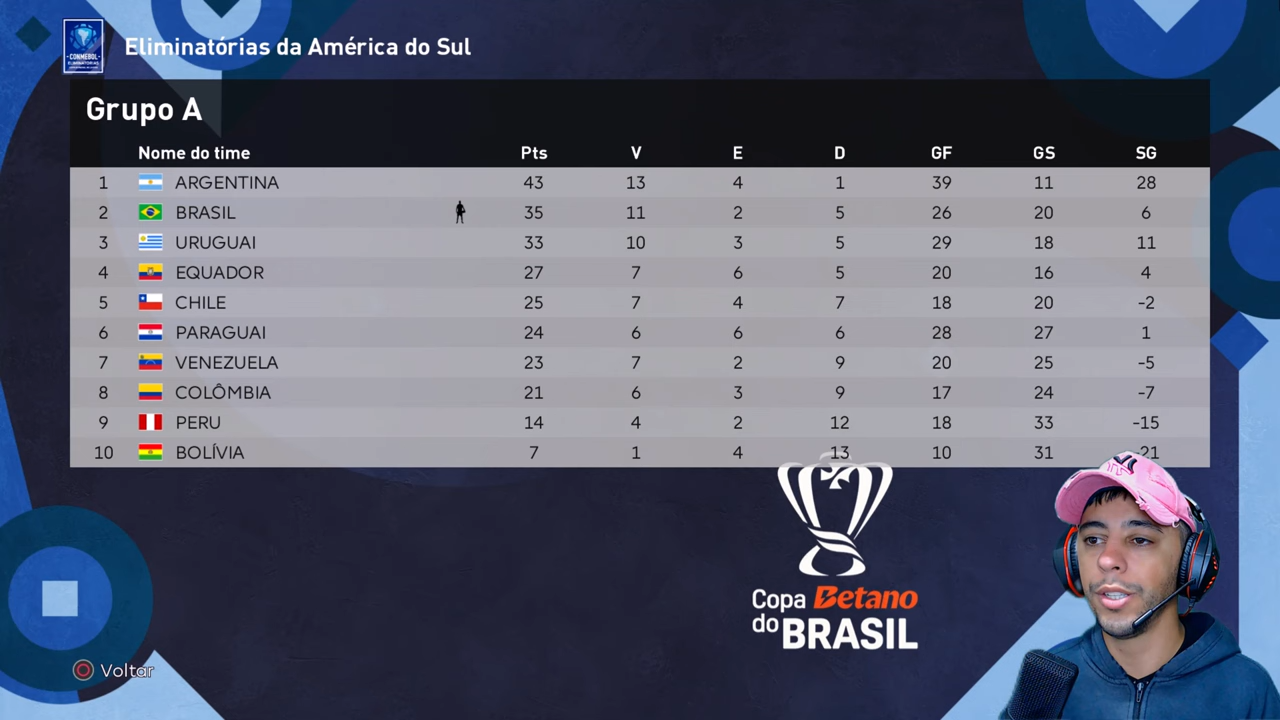 CONMEBOL
Eliminatórias da América do Sul
Grupo A
Nome do time Pts V E D GF GS SG
1 ARGENTINA 43 13 4 1 39 11 28
2 BRASIL 35 11 2 5 26 20 6
3 URUGUAI 33 10 3 5 29 18 11
4 EQUADOR 27 7 6 5 20 16 4
5 CHILE 25 7 4 7 18 20 -2
6 PARAGUAI 24 6 6 6 28 27 1
7 VENEZUELA 23 7 2 9 20 25 -5
8 COLÔMBIA 21 6 3 9 17 24 -7
9 PERU 14 4 2 12 18 33 -15
10 BOLÍVIA 7 1 4 13 10 31 -21
Copa Betano
do BRASIL
Voltar